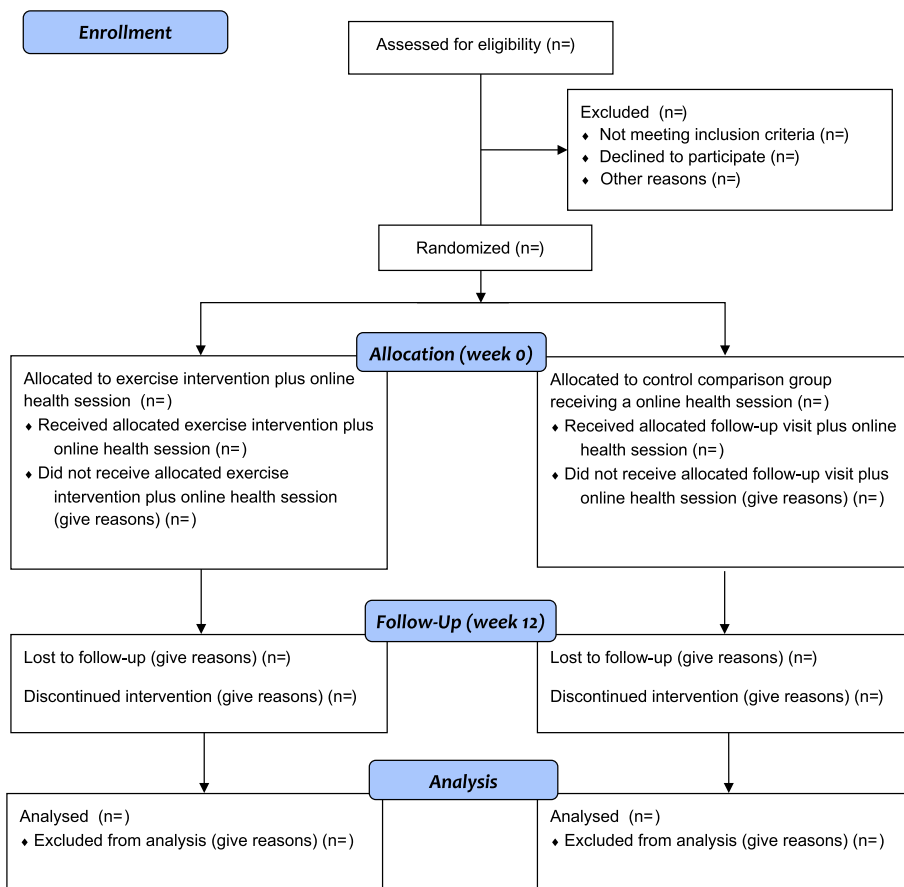 Enrollment
Assessed for eligibility (n=)
Excluded (n=)
♦ Not meeting inclusion criteria (n=)
♦ Declined to participate (n=)
♦ Other reasons (n=)
Randomized (n=)
Allocation (week 0)
Allocated to exercise intervention plus online
health session (n=)
♦ Received allocated exercise intervention plus
online health session (n=)
♦ Did not receive allocated exercise
intervention plus online health session
(give reasons) (n=)
Allocated to control comparison group
receiving a online health session (n=)
♦ Received allocated follow-up visit plus online
health session (n=)
♦ Did not receive allocated follow-up visit plus
online health session (give reasons) (n=)
Follow-Up (week 12)
Lost to follow-up (give reasons) (n=)
Discontinued intervention (give reasons) (n=)
Lost to follow-up (give reasons) (n=)
Discontinued intervention (give reasons) (n=)
Analysis
Analysed (n=)
♦ Excluded from analysis (give reasons) (n=)
Analysed (n=)
♦ Excluded from analysis (give reasons) (n=)